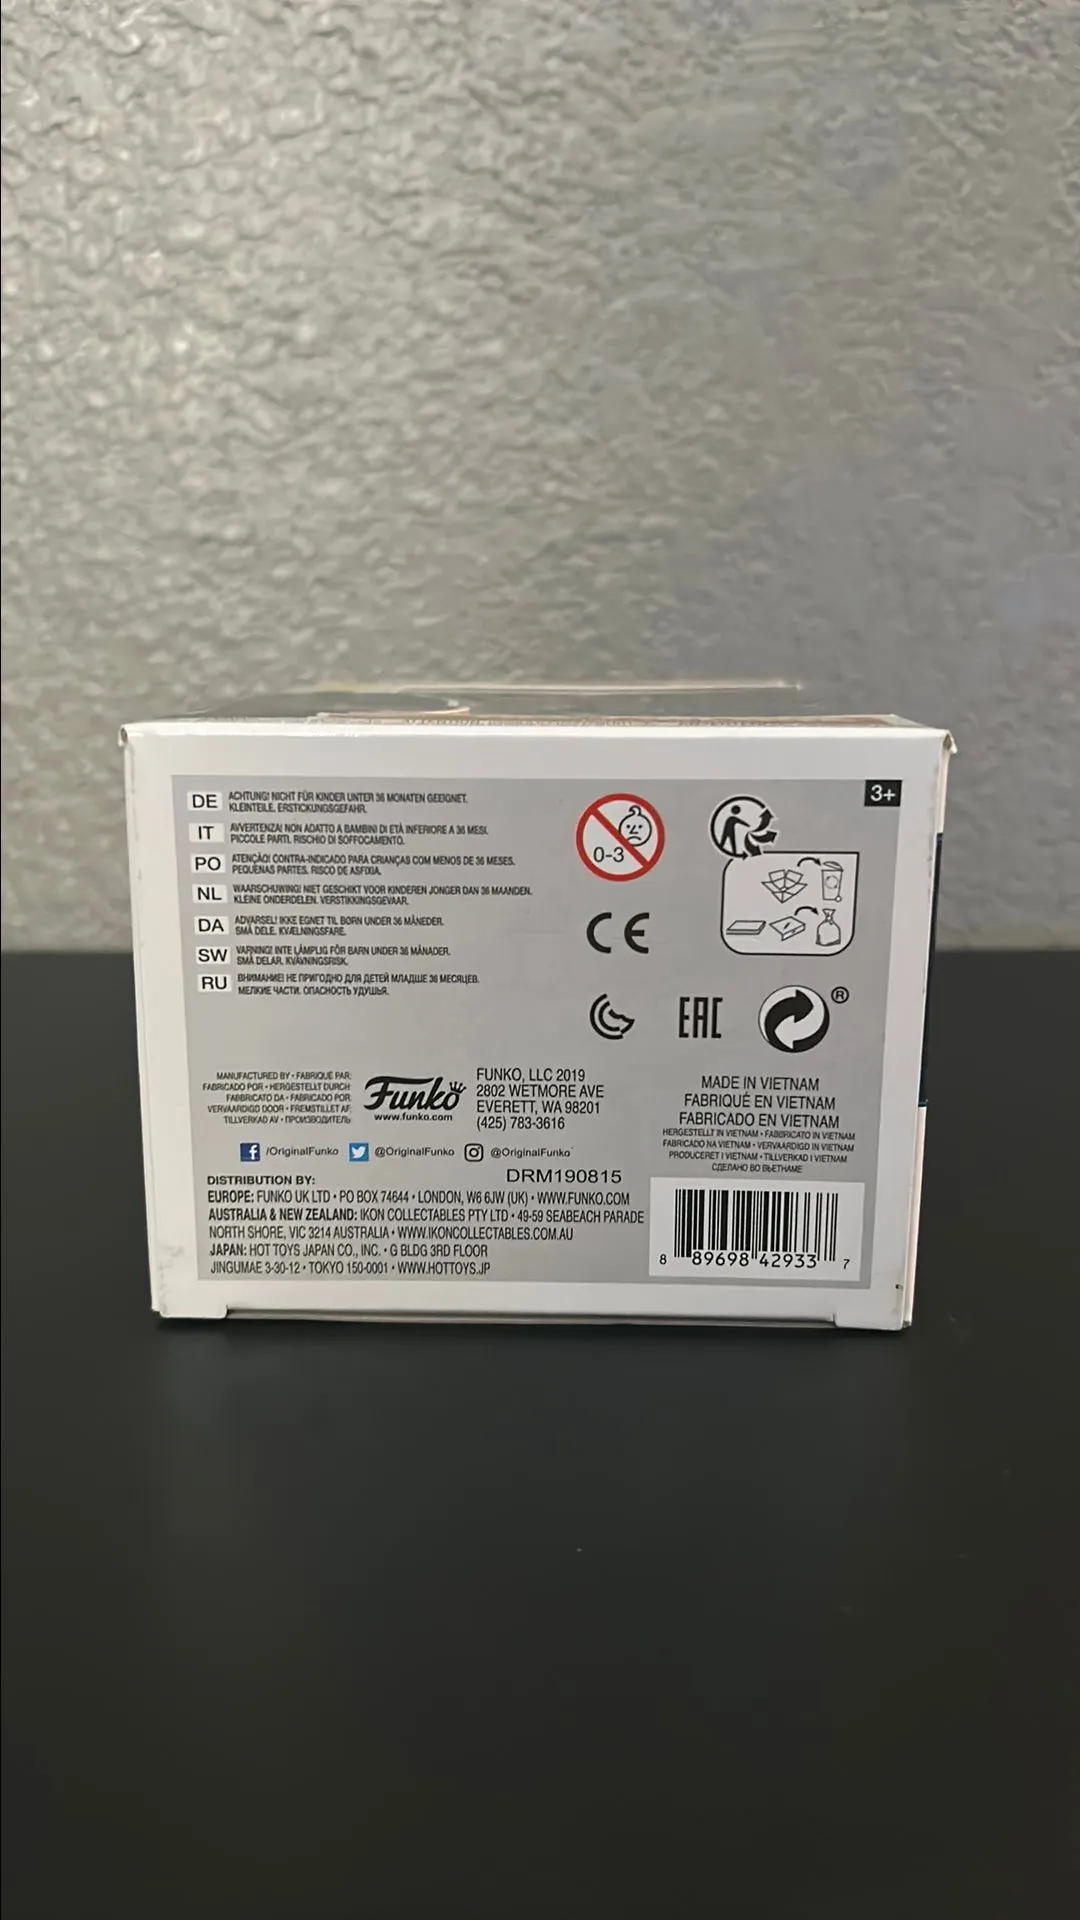 3+
DE ACHTUNG! NICHT FÜR KINDER UNTER 36 MONATEN GEEIGNET.
KLEINTEILE. ERSTICKUNGSGEFAHR.
IT AVVERTENZA! NON ADATTO A BAMBINI DI ETÀ INFERIORE A 36 MESI.
PICCOLE PARTI. RISCHIO DI SOFFOCAMENTO.
PO ATENÇÃO! CONTRA-INDICADO PARA CRIANÇAS COM MENOS DE 36 MESES.
PEQUENAS PARTES. RISCO DE ASFIXIA.
NL WAARSCHUWING! NIET GESCHIKT VOOR KINDEREN JONGER DAN 36 MAANDEN.
KLEINE ONDERDELEN. VERSTIKKINGSGEVAAR.
DA ADVARSEL! IKKE EGNET TIL BORN UNDER 36 MÅNEDER.
SMÅ DELE. KVÆLNINGSFARE.
SW VARNING! INTE LÄMPLIG FÖR BARN UNDER 36 MÅNADER.
SMÅ DELAR. KVÄVNINGSRISK.
RU ВНИМАНИЕ! НЕ ПРИГОДНО ДЛЯ ДЕТЕЙ МЛАДШЕ 36 МЕСЯЦЕВ.
МЕЛКИЕ ЧАСТИ. ОПАСНОСТЬ УДУШЬЯ.
0-3
CE
EAC
®
MANUFACTURED BY • FABRIQUÉ PAR:
FABRICADO POR • HERGESTELLT DURCH:
FABBRICATO DA • FABRICADO POR:
VERVAARDIGD DOOR • FREMSTILLET AF:
TILLVERKAD AV • ПРОИЗВОДИТЕЛЬ:
Funko
www.funko.com
FUNKO, LLC 2019
2802 WETMORE AVE
EVERETT, WA 98201
(425) 783-3616
MADE IN VIETNAM
FABRIQUÉ EN VIETNAM
FABRICADO EN VIETNAM
HERGESTELLT IN VIETNAM • FABBRICATO IN VIETNAM
FABRICADO NA VIETNAM • VERVAARDIGD IN VIETNAM
PRODUCERET I VIETNAM • TILLVERKAD I VIETNAM
СДЕЛАНО ВО ВЬЕТНАМЕ
/OriginalFunko @OriginalFunko @OriginalFunko
DRM190815
DISTRIBUTION BY:
EUROPE: FUNKO UK LTD • PO BOX 74644 • LONDON, W6 6JW (UK) • WWW.FUNKO.COM
AUSTRALIA & NEW ZEALAND: IKON COLLECTABLES PTY LTD • 49-59 SEABEACH PARADE
NORTH SHORE, VIC 3214 AUSTRALIA • WWW.IKONCOLLECTABLES.COM.AU
JAPAN: HOT TOYS JAPAN CO., INC. • G BLDG 3RD FLOOR
JINGUMAE 3-30-12 • TOKYO 150-0001 • WWW.HOTTOYS.JP
8 89698 42933 7